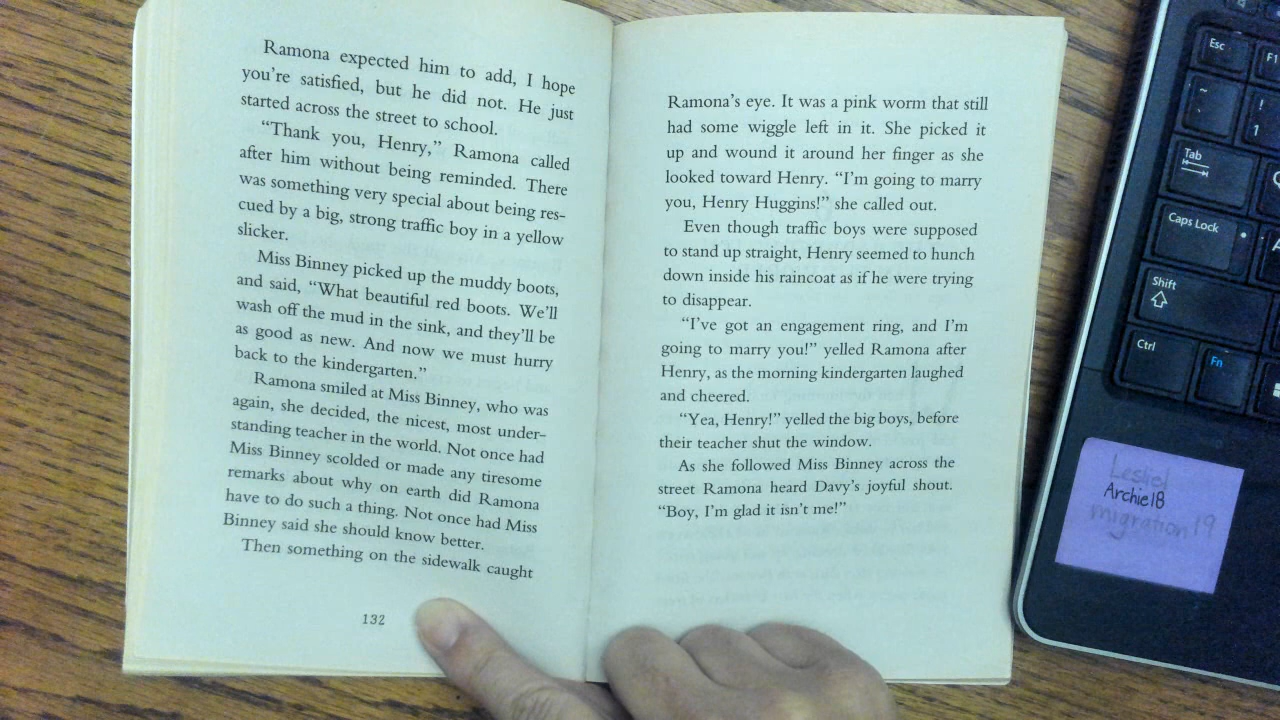 Ramona expected him to add, I hope
you're satisfied, but he did not. He just
started across the street to school.
“Thank you, Henry,” Ramona called
after him without being reminded. There
was something very special about being res-
cued by a big, strong traffic boy in a yellow
slicker.
Miss Binney picked up the muddy boots,
and said, “What beautiful red boots. We'll
wash off the mud in the sink, and they'll be
as good as new. And now we must hurry
back to the kindergarten.”
Ramona smiled at Miss Binney, who was
again, she decided, the nicest, most under-
standing teacher in the world. Not once had
Miss Binney scolded or made any tiresome
remarks about why on earth did Ramona
have to do such a thing. Not once had Miss
Binney said she should know better.
Then something on the sidewalk caught
132
Ramona's eye. It was a pink worm that still
had some wiggle left in it. She picked it
up and wound it around her finger as she
looked toward Henry. “I'm going to marry
you, Henry Huggins!” she called out.
Even though traffic boys were supposed
to stand up straight, Henry seemed to hunch
down inside his raincoat as if he were trying
to disappear.
“I've got an engagement ring, and I'm
going to marry you!” yelled Ramona after
Henry, as the morning kindergarten laughed
and cheered.
“Yea, Henry!” yelled the big boys, before
their teacher shut the window.
As she followed Miss Binney across the
street Ramona heard Davy's joyful shout.
“Boy, I'm glad it isn't me!”
Esc F1
~ !
1
Tab
Caps Lock
Shift
Ctrl Fn
Archie18
migration19